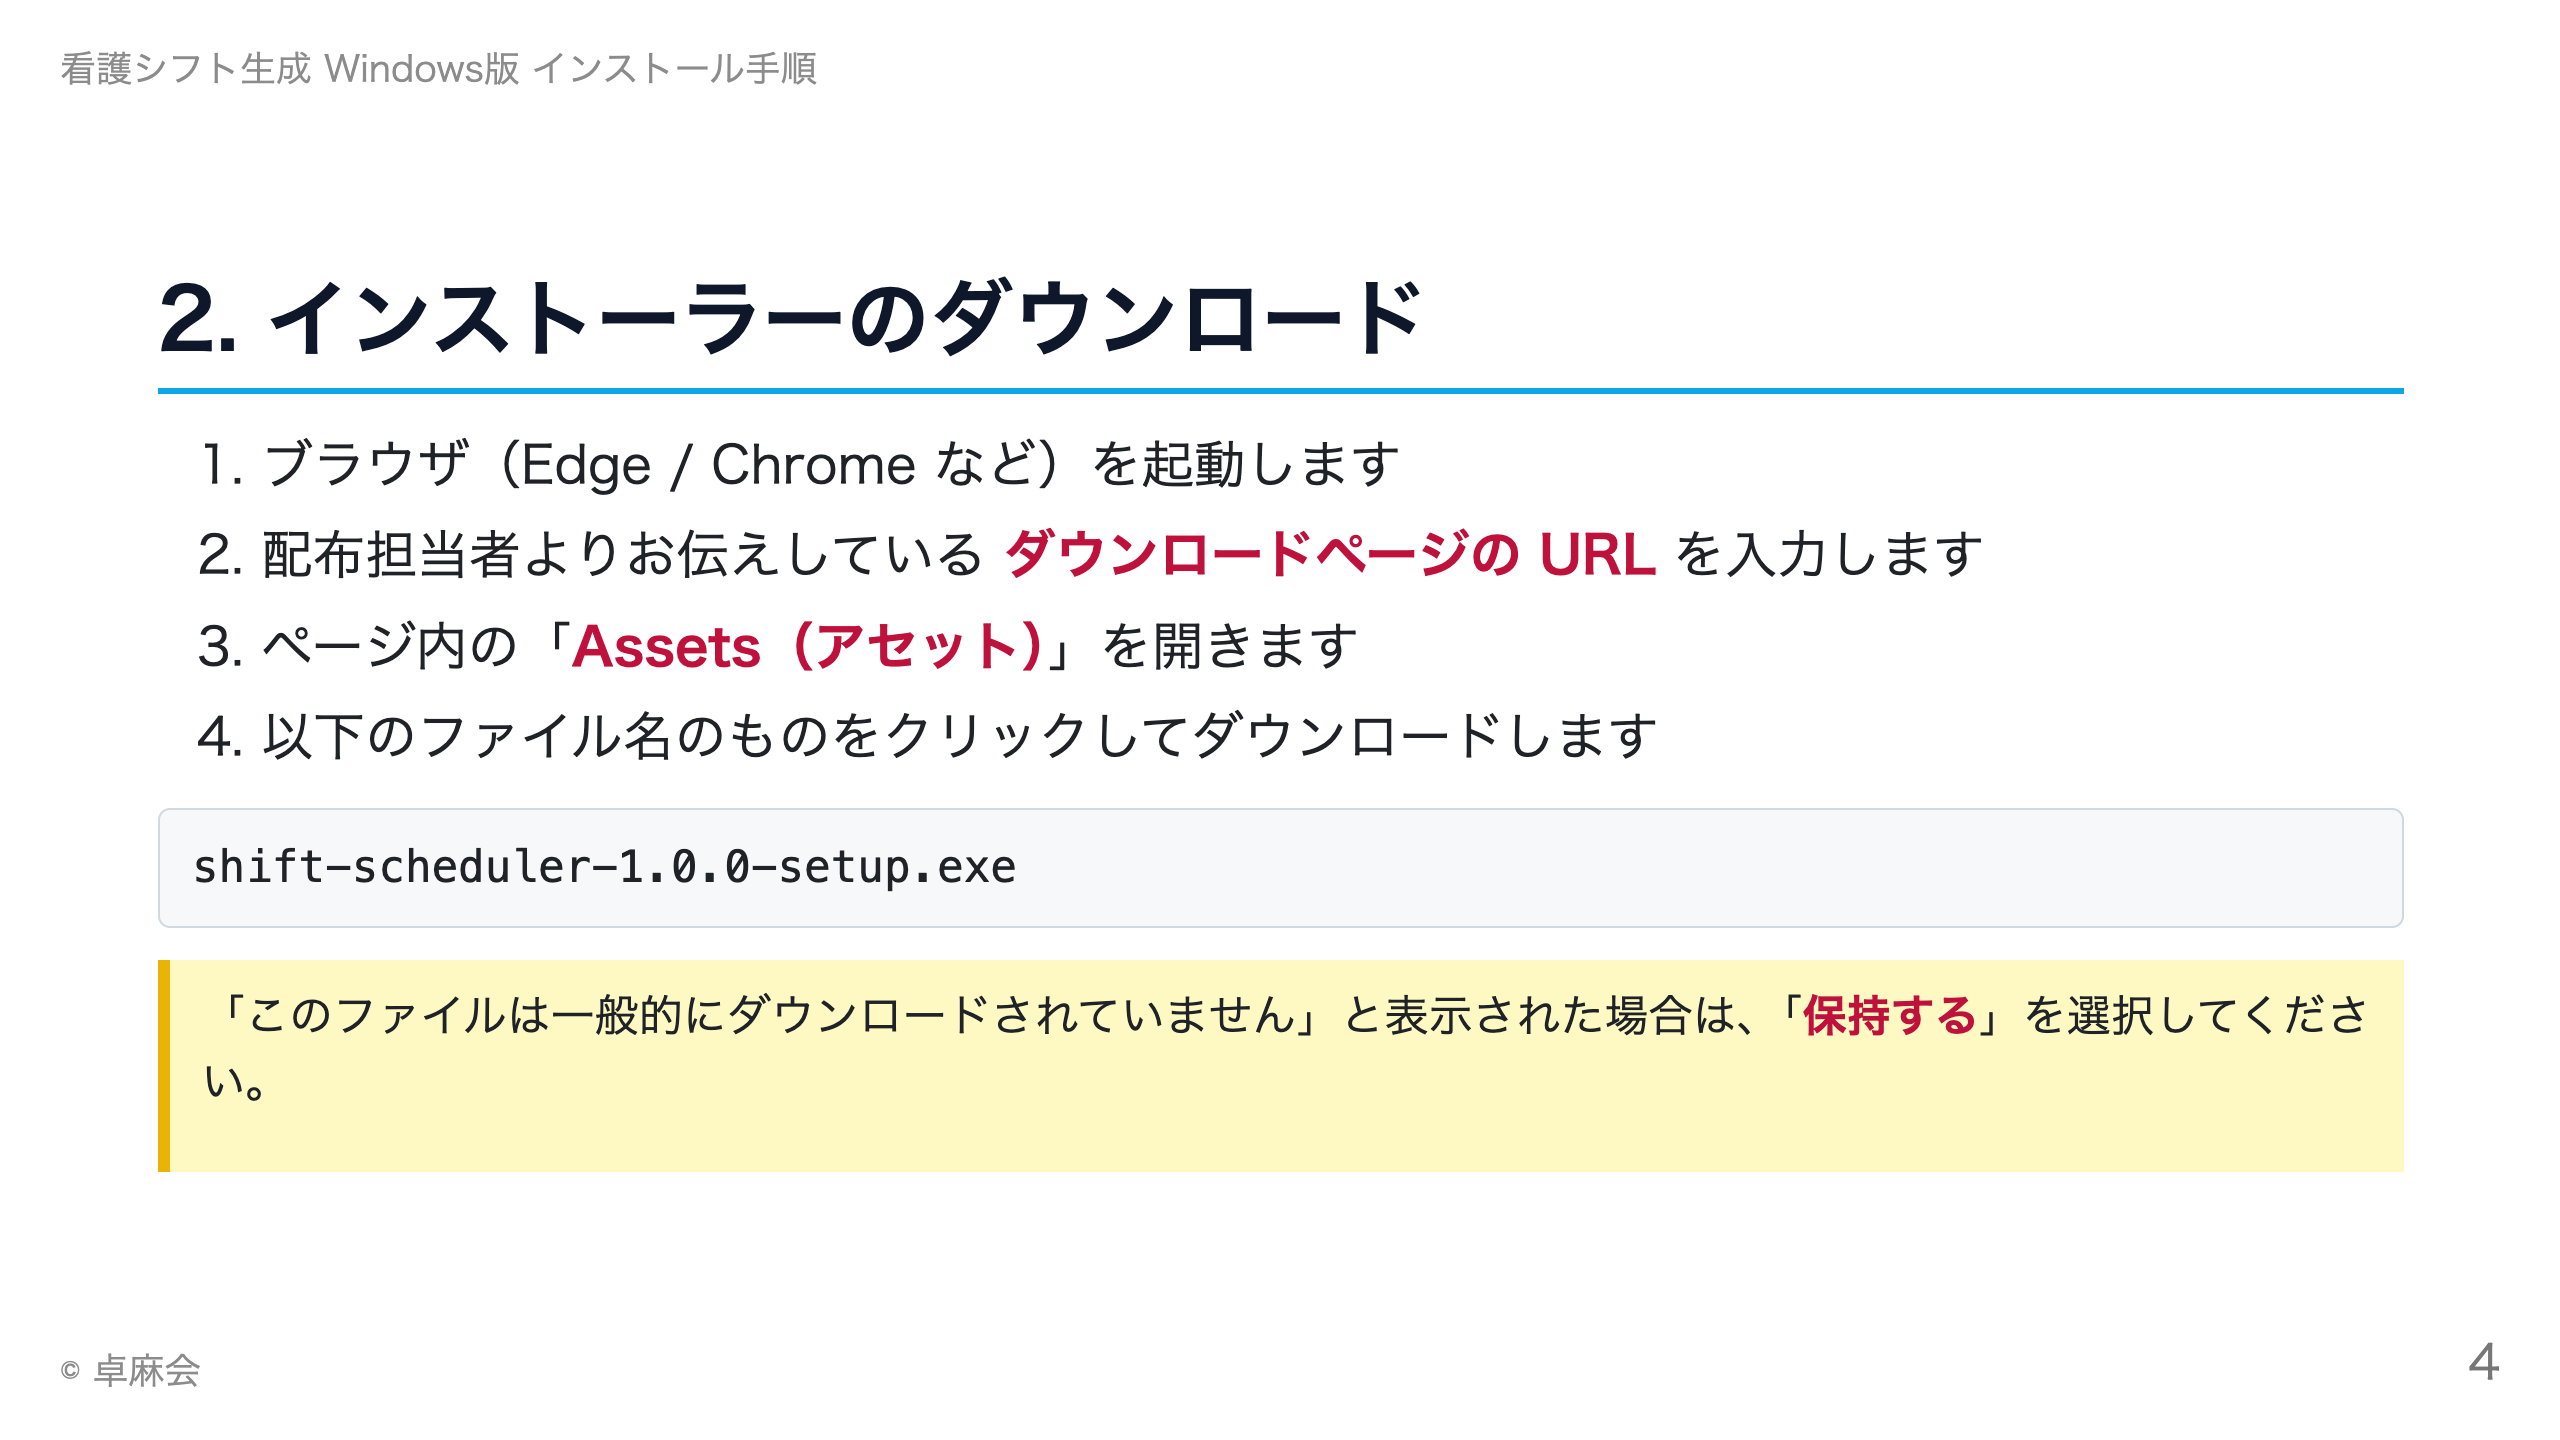 看護シフト生成 Windows版 インストール手順
2. インストーラーのダウンロード
1. ブラウザ（Edge / Chrome など）を起動します
2. 配布担当者よりお伝えしている ダウンロードページの URL を入力します
3. ページ内の「Assets（アセット）」を開きます
4. 以下のファイル名のものをクリックしてダウンロードします
shift-scheduler-1.0.0-setup.exe
「このファイルは一般的にダウンロードされていません」と表示された場合は、「保持する」を選択してくださ
い。
© 卓麻会
4